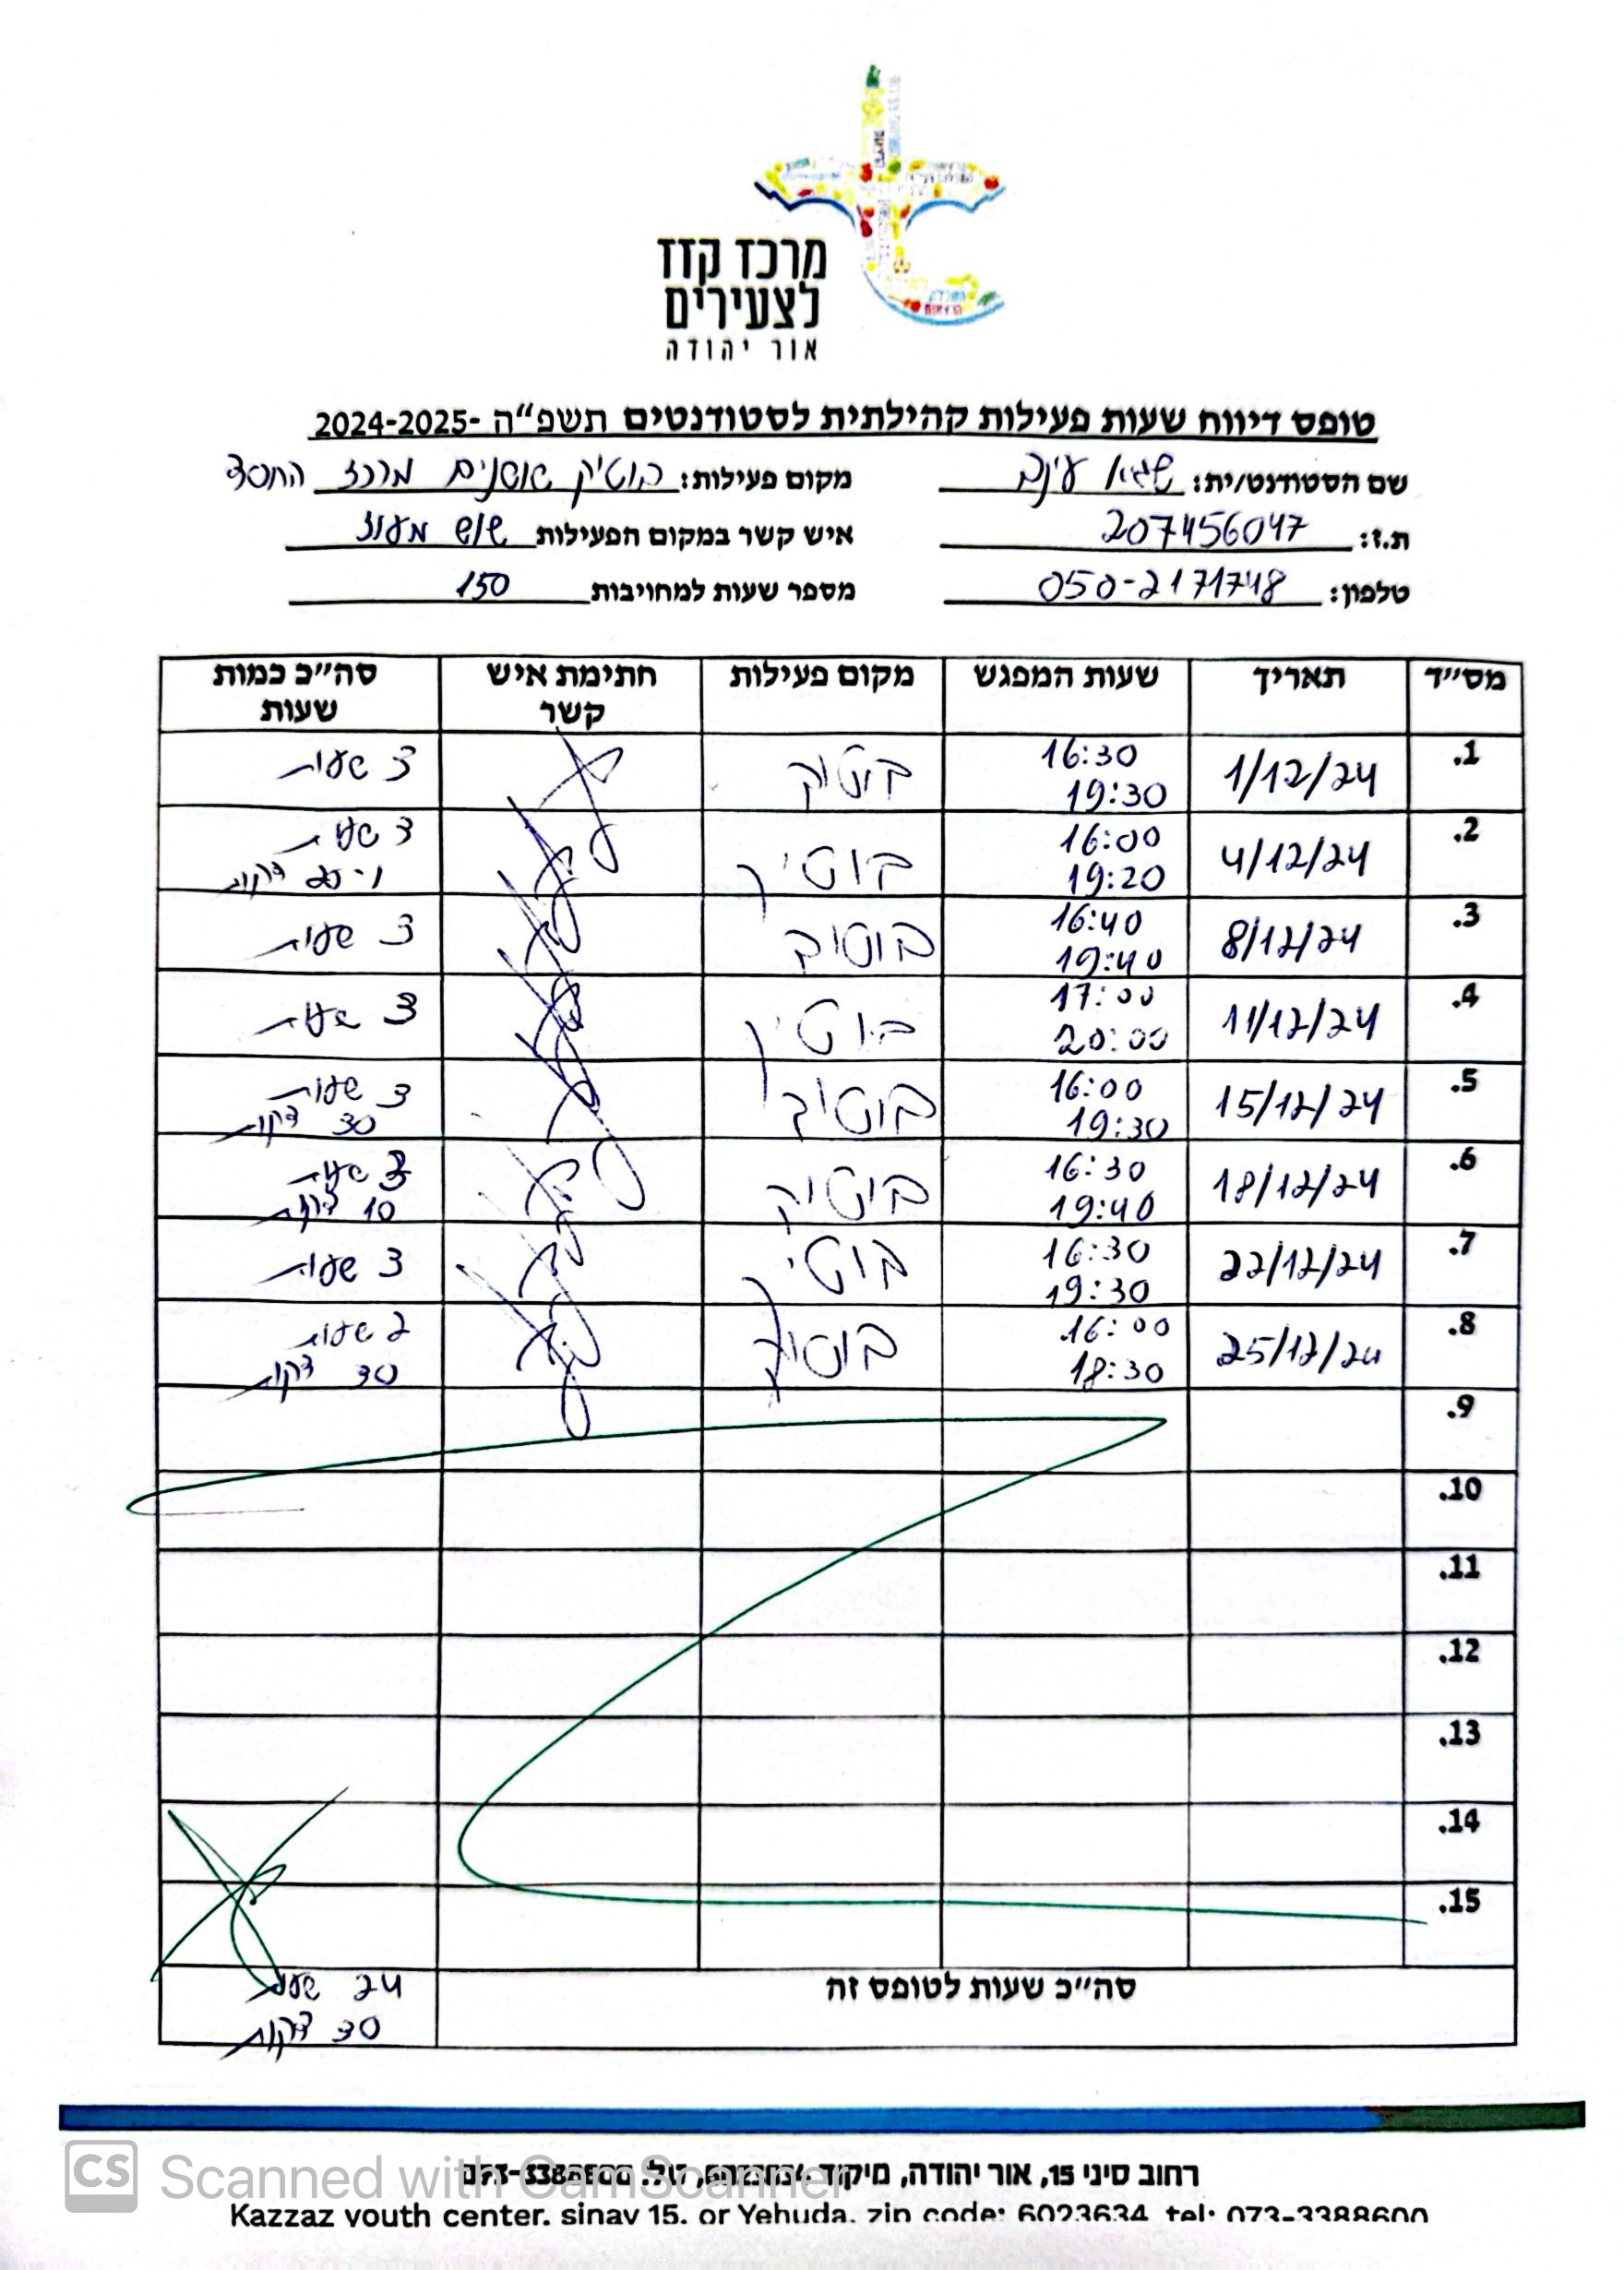 מרכז קזז
לצעירים
אור יהודה
טופס דיווח שעות פעילות קהילתית לסטודנטים תשפ"ה -2024-2025
שם הסטודנט/ית: מקום פעילות: בוטיק שושנים מרכז החסד
ת.ז: 207456047 איש קשר במקום הפעילות שוש מעוז
טלפון: 050-2171748 מספר שעות למחויבות 150
מס״ד תאריך שעות המפגש מקום פעילות חתימת איש קשר סה״כ כמות שעות
.1 1/12/24 16:30 19:30 בוטיק 3 שעות
.2 4/12/24 16:00 19:20 בוטיק 3 שעות ו-20 דקות
.3 8/12/24 16:40 19:40 בוטיק 3 שעות
.4 11/12/24 17:00 20:00 בוטיק 3 שעות
.5 15/12/24 16:00 19:30 בוטיק 3 שעות 30 דקות
.6 18/12/24 16:30 19:40 בוטיק 3 שעות 10 דקות
.7 22/12/24 16:30 19:30 בוטיק 3 שעות
.8 25/12/24 16:00 18:30 בוטיק 2 שעות 30 דקות
.9
.10
.11
.12
.13
.14
.15
סה״כ שעות לטופס זה 24 שעות 30 דקות
רחוב סיני 15, אור יהודה, מיקוד
Scanned with CamScanner
Kazzaz youth center. sinay 15. or Yehuda. zip code: 6023634 tel: 073-3388600